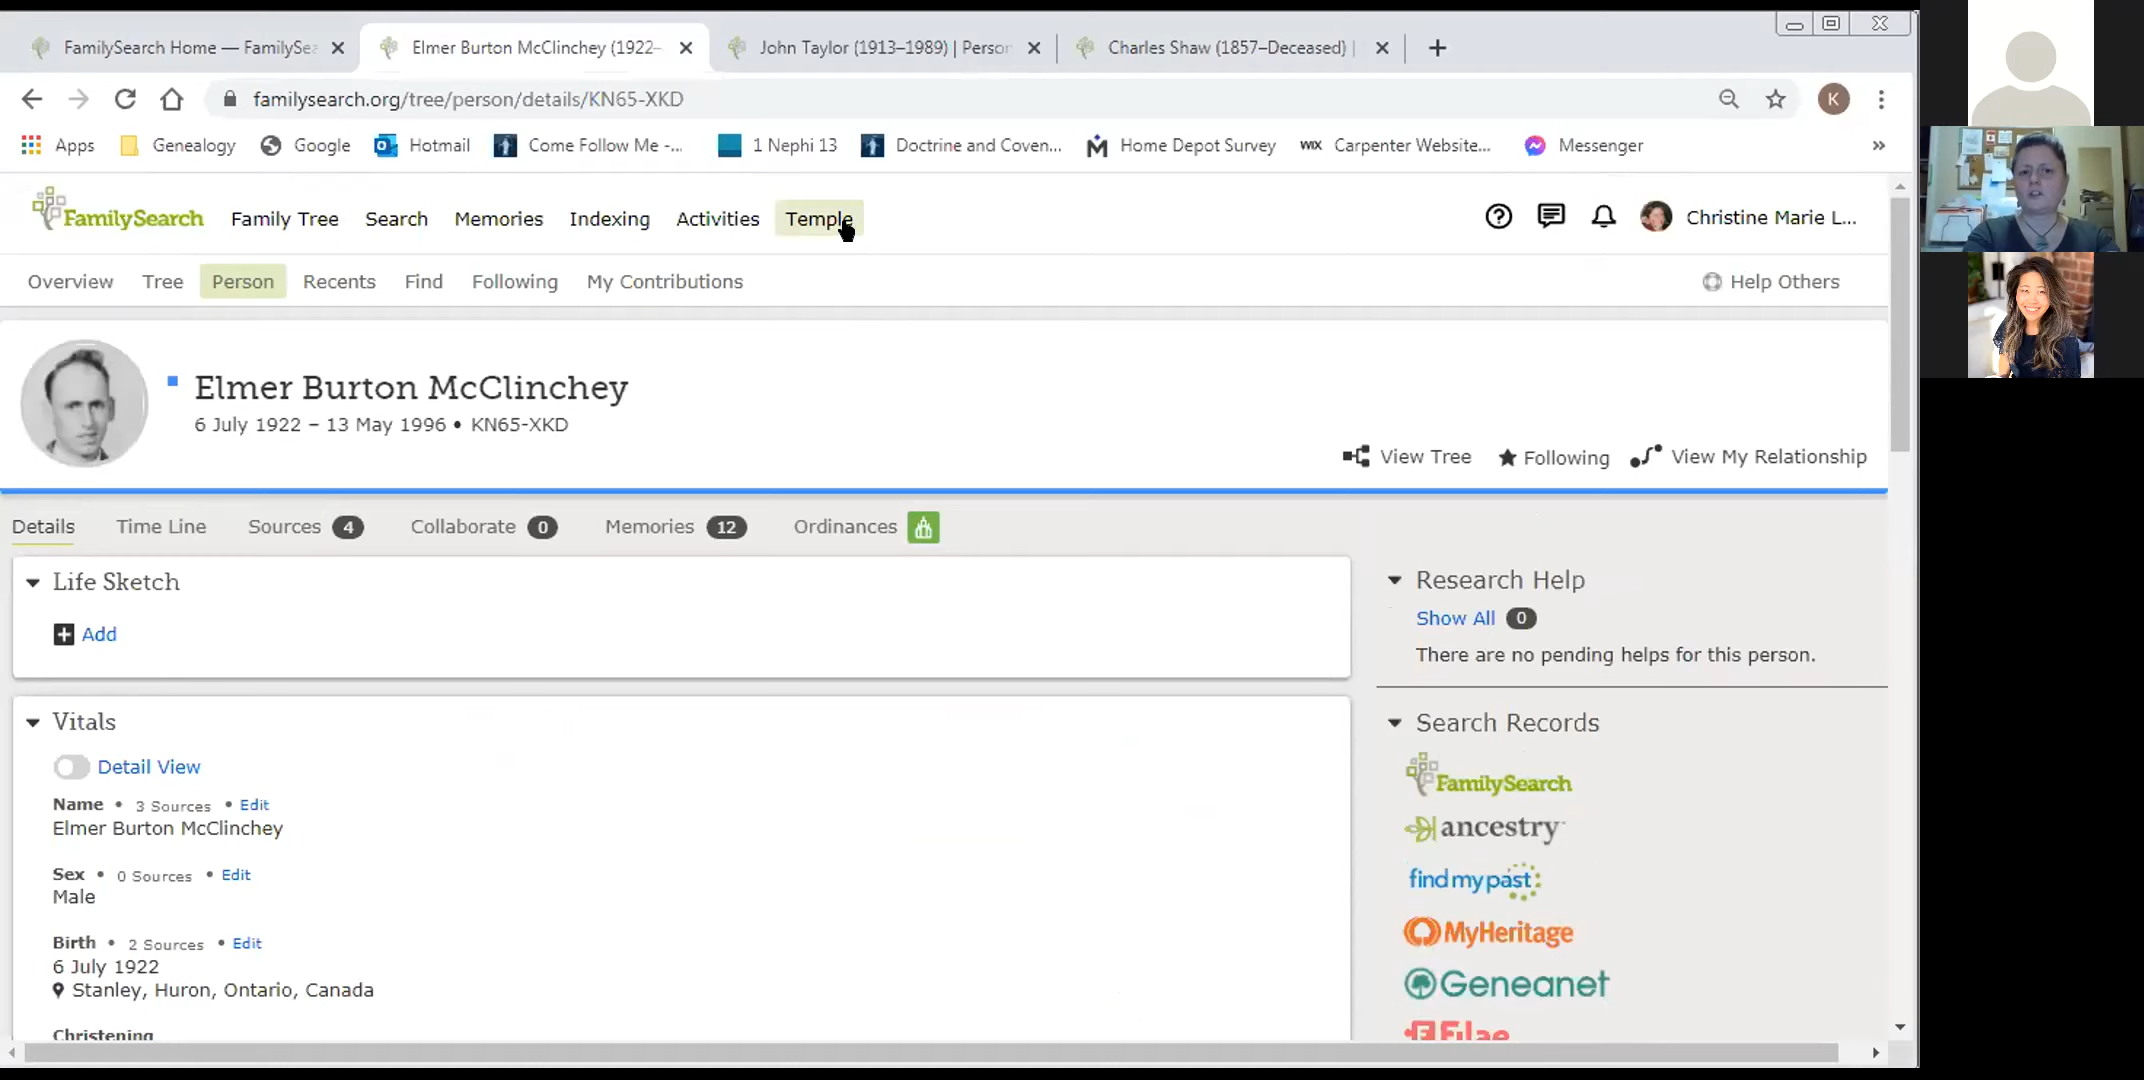 FamilySearch Home — FamilySea
Elmer Burton McClinchey (1922–
John Taylor (1913–1989) | Person
Charles Shaw (1857–Deceased) |
familysearch.org/tree/person/details/KN65-XKD
K
Apps
Genealogy
Google
Hotmail
Come Follow Me -...
1 Nephi 13
Doctrine and Coven...
Home Depot Survey
WIX
Carpenter Website...
Messenger
»
FamilySearch
Family Tree
Search
Memories
Indexing
Activities
Temple
Christine Marie L...
Overview
Tree
Person
Recents
Find
Following
My Contributions
Help Others
Elmer Burton McClinchey
6 July 1922 – 13 May 1996 • KN65-XKD
View Tree
Following
View My Relationship
Details
Time Line
Sources 4
Collaborate 0
Memories 12
Ordinances
Life Sketch
Add
Vitals
Detail View
Name • 3 Sources • Edit
Elmer Burton McClinchey
Sex • 0 Sources • Edit
Male
Birth • 2 Sources • Edit
6 July 1922
Stanley, Huron, Ontario, Canada
Christening
Research Help
Show All 0
There are no pending helps for this person.
Search Records
FamilySearch
ancestry
findmypast
MyHeritage
Geneanet
Filae